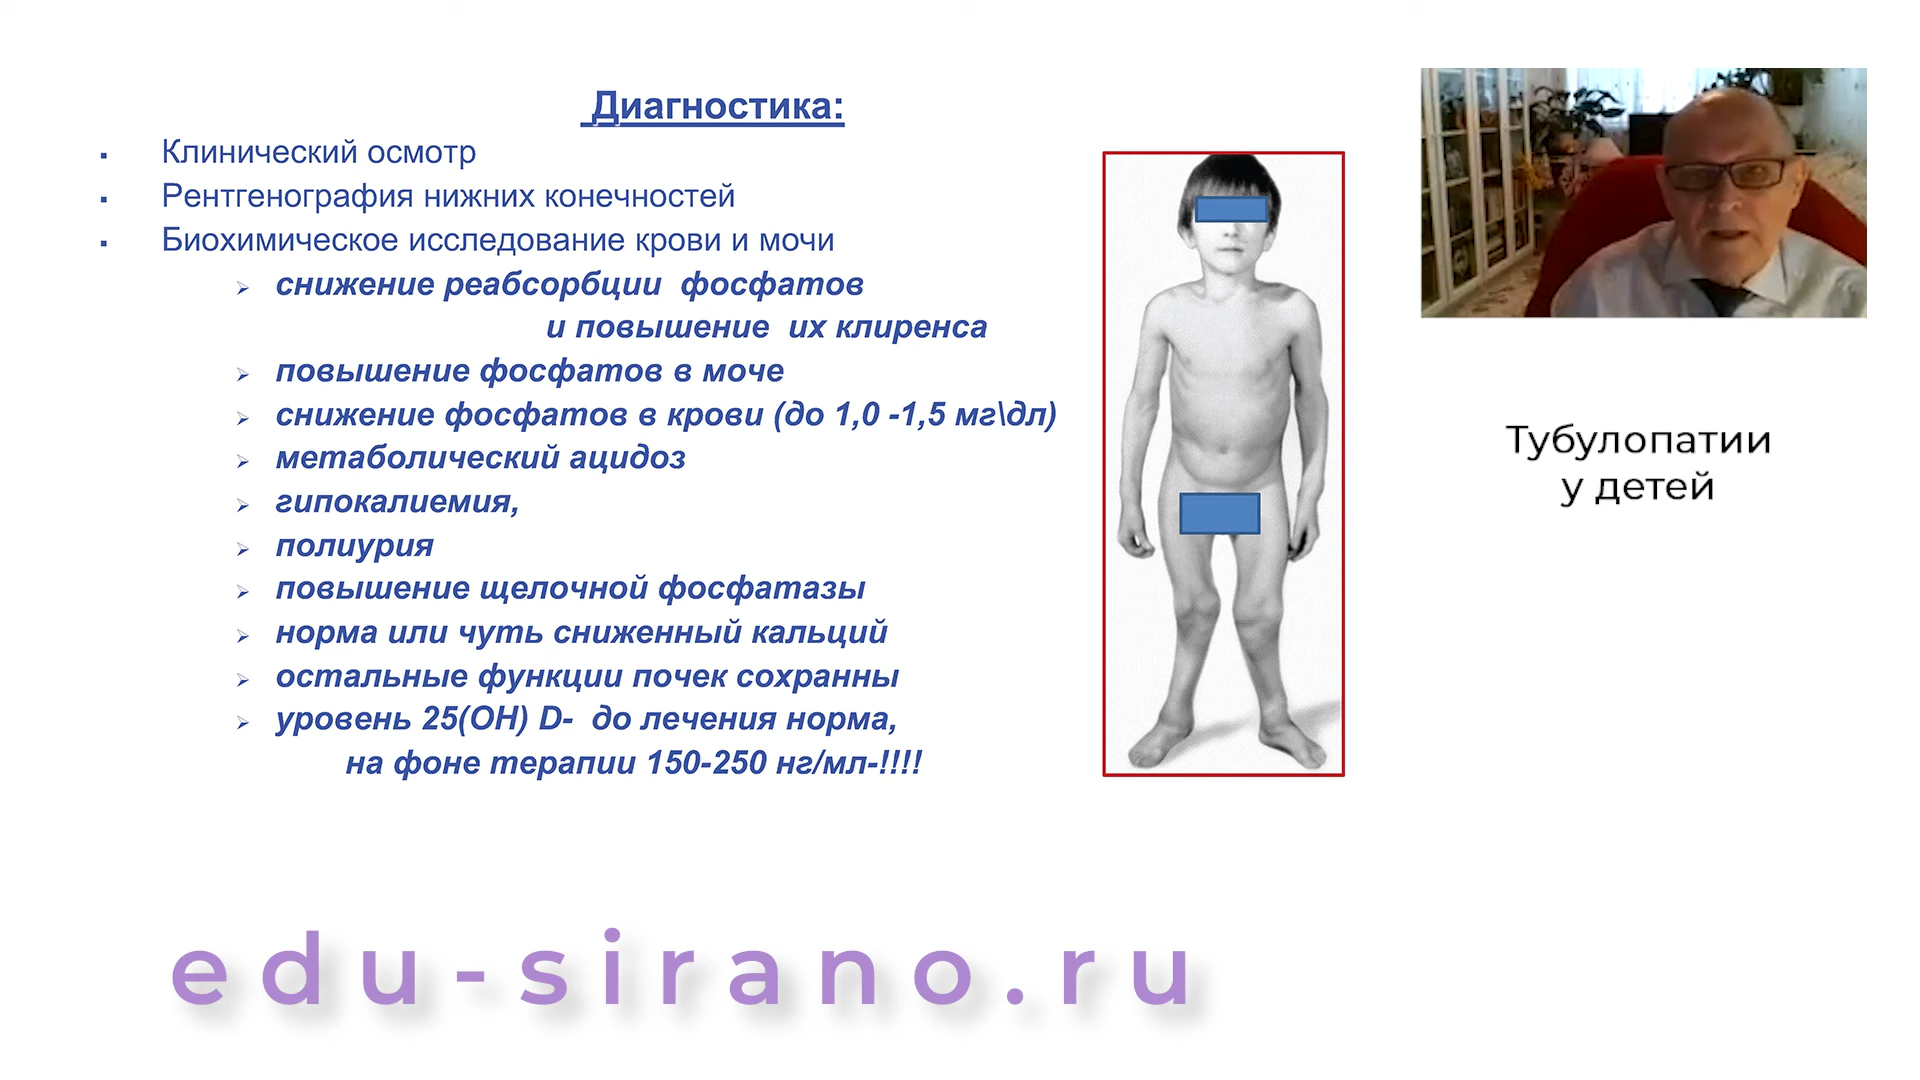 Диагностика:
Клинический осмотр
Рентгенография нижних конечностей
Биохимическое исследование крови и мочи
снижение реабсорбции фосфатов
и повышение их клиренса
повышение фосфатов в моче
снижение фосфатов в крови (до 1,0 -1,5 мг\дл)
метаболический ацидоз
гипокалиемия,
полиурия
повышение щелочной фосфатазы
норма или чуть сниженный кальций
остальные функции почек сохранны
уровень 25(ОН) D- до лечения норма,
на фоне терапии 150-250 нг/мл-!!!!
Тубулопатии
у детей
edu-sirano.ru